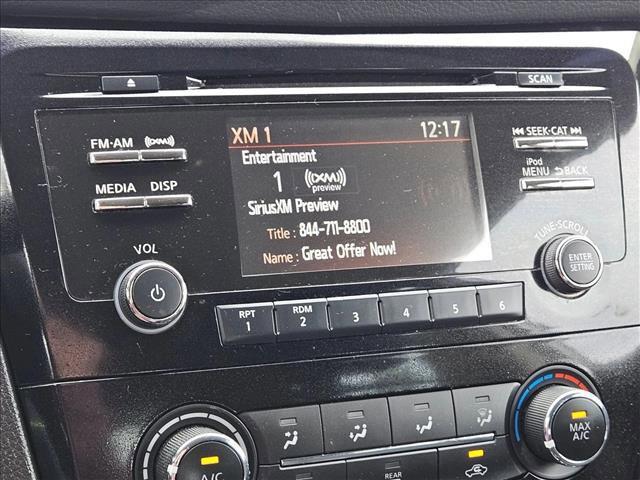 SCAN
FM·AM ((XM))
MEDIA DISP
VOL
XM 1 12:17
Entertainment
1 ((XM)) preview
SiriusXM Preview
Title : 844-711-8800
Name : Great Offer Now!
SEEK·CAT
iPod
MENU BACK
TUNE·SCROLL
ENTER
SETTING
RPT
1
RDM
2
3
4
5
6
A/C
REAR
MAX
A/C